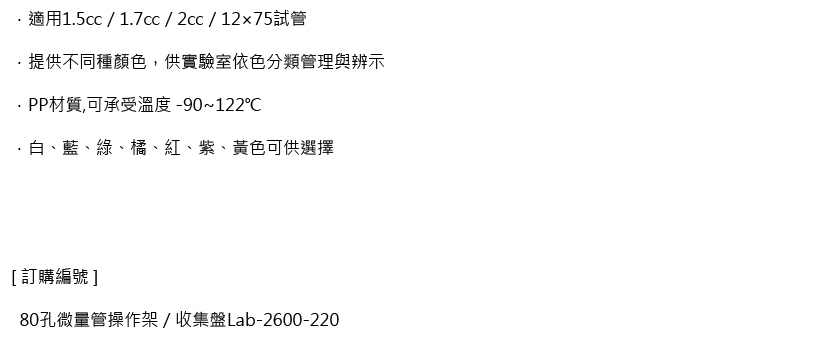 ．適用1.5cc / 1.7cc / 2cc / 12×75試管
．提供不同種顏色，供實驗室依色分類管理與辨示
．PP材質,可承受溫度 -90~122℃
．白、藍、綠、橘、紅、紫、黃色可供選擇
[ 訂購編號 ]
80孔微量管操作架 / 收集盤Lab-2600-220